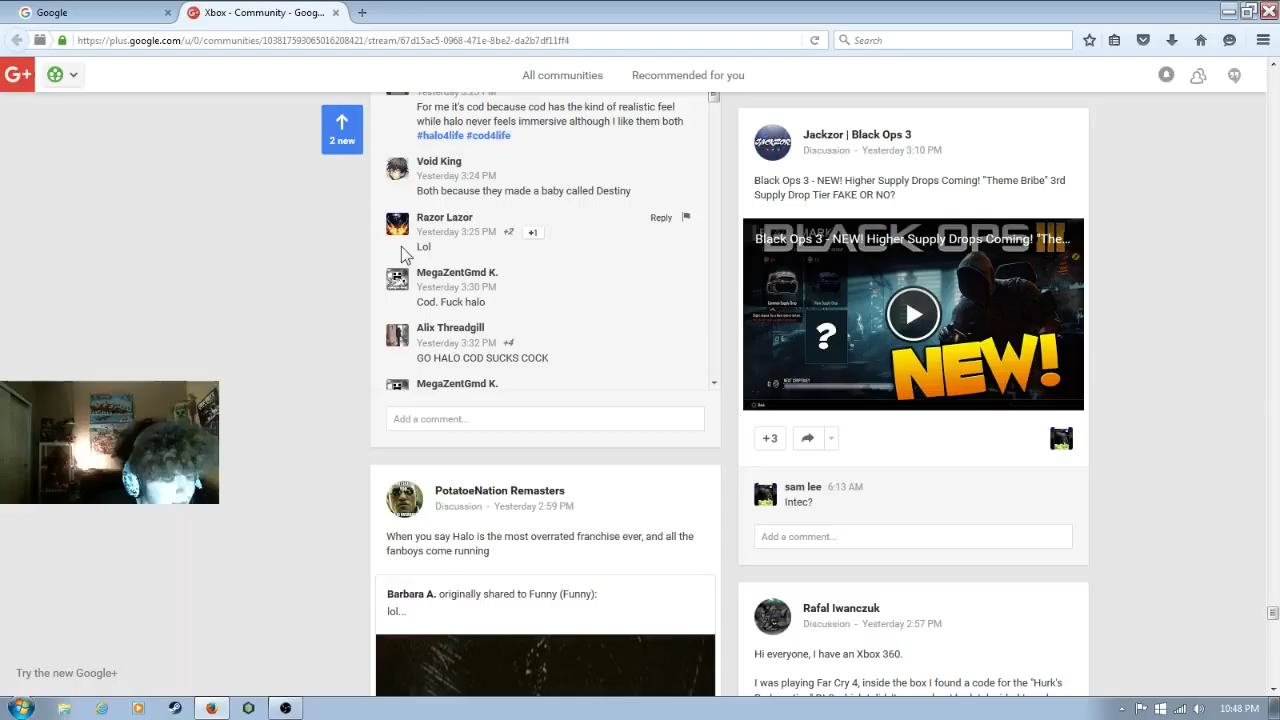 Google
Xbox - Community - Goog...
https://plus.google.com/u/0/communities/103817593065016208421/stream/67d15ac5-0968-471e-8be2-da2b7df11ff4
Search
G+
All communities
Recommended for you
2 new
Yesterday 3:23 PM
For me it's cod because cod has the kind of realistic feel
while halo never feels immersive although I like them both
#halo4life #cod4life
Void King
Yesterday 3:24 PM
Both because they made a baby called Destiny
Razor Lazor
Reply
Yesterday 3:25 PM +2 +1
Lol
MegaZentGmd K.
Yesterday 3:30 PM
Cod. Fuck halo
Alix Threadgill
Yesterday 3:32 PM +4
GO HALO COD SUCKS COCK
MegaZentGmd K.
Add a comment...
PotatoeNation Remasters
Discussion - Yesterday 2:59 PM
When you say Halo is the most overrated franchise ever, and all the
fanboys come running
Barbara A. originally shared to Funny (Funny):
lol...
Jackzor | Black Ops 3
Discussion - Yesterday 3:10 PM
Black Ops 3 - NEW! Higher Supply Drops Coming! "Theme Bribe" 3rd
Supply Drop Tier FAKE OR NO?
Black Ops 3 - NEW! Higher Supply Drops Coming! "The...
BLACK OPS III
?
NEW!
+3
sam lee 6:13 AM
Intec?
Add a comment...
Rafal Iwanczuk
Discussion - Yesterday 2:57 PM
Hi everyone, I have an Xbox 360.
I was playing Far Cry 4, inside the box I found a code for the "Hurk's
Try the new Google+
10:48 PM